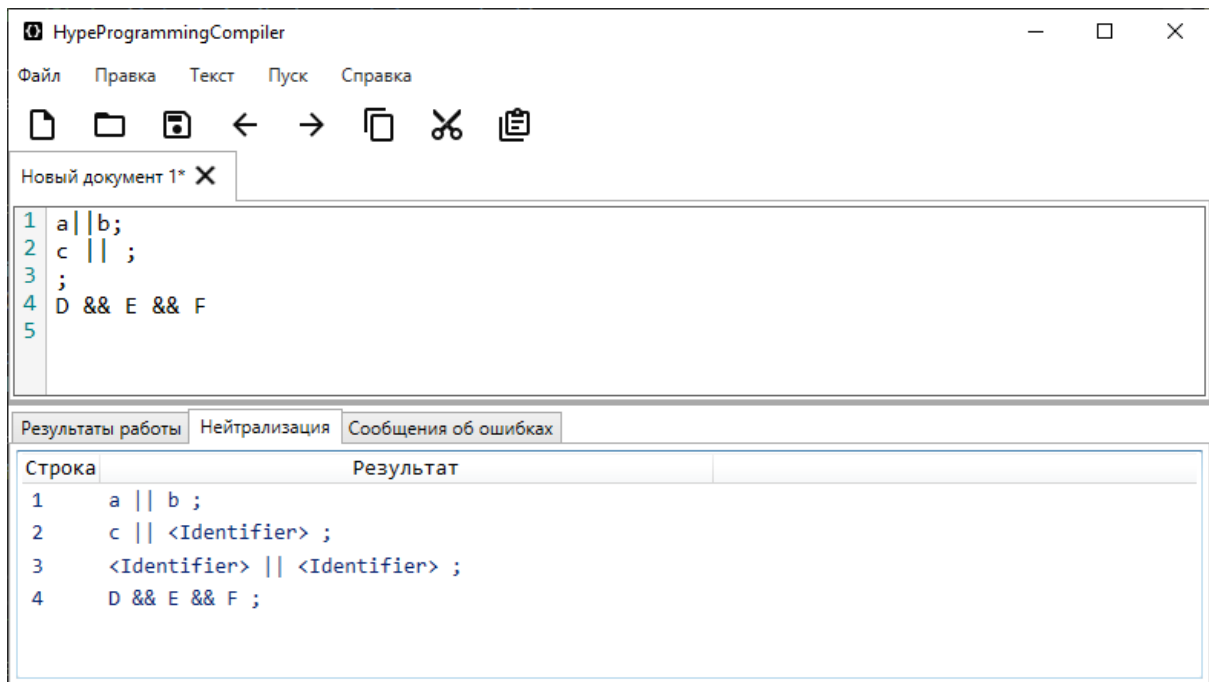 HypeProgrammingCompiler
Файл Правка Текст Пуск Справка
Новый документ 1*
1 a||b;
2 c || ;
3 ;
4 D && E && F
5
Результаты работы Нейтрализация Сообщения об ошибках
Строка Результат
1 a || b ;
2 c || <Identifier> ;
3 <Identifier> || <Identifier> ;
4 D && E && F ;